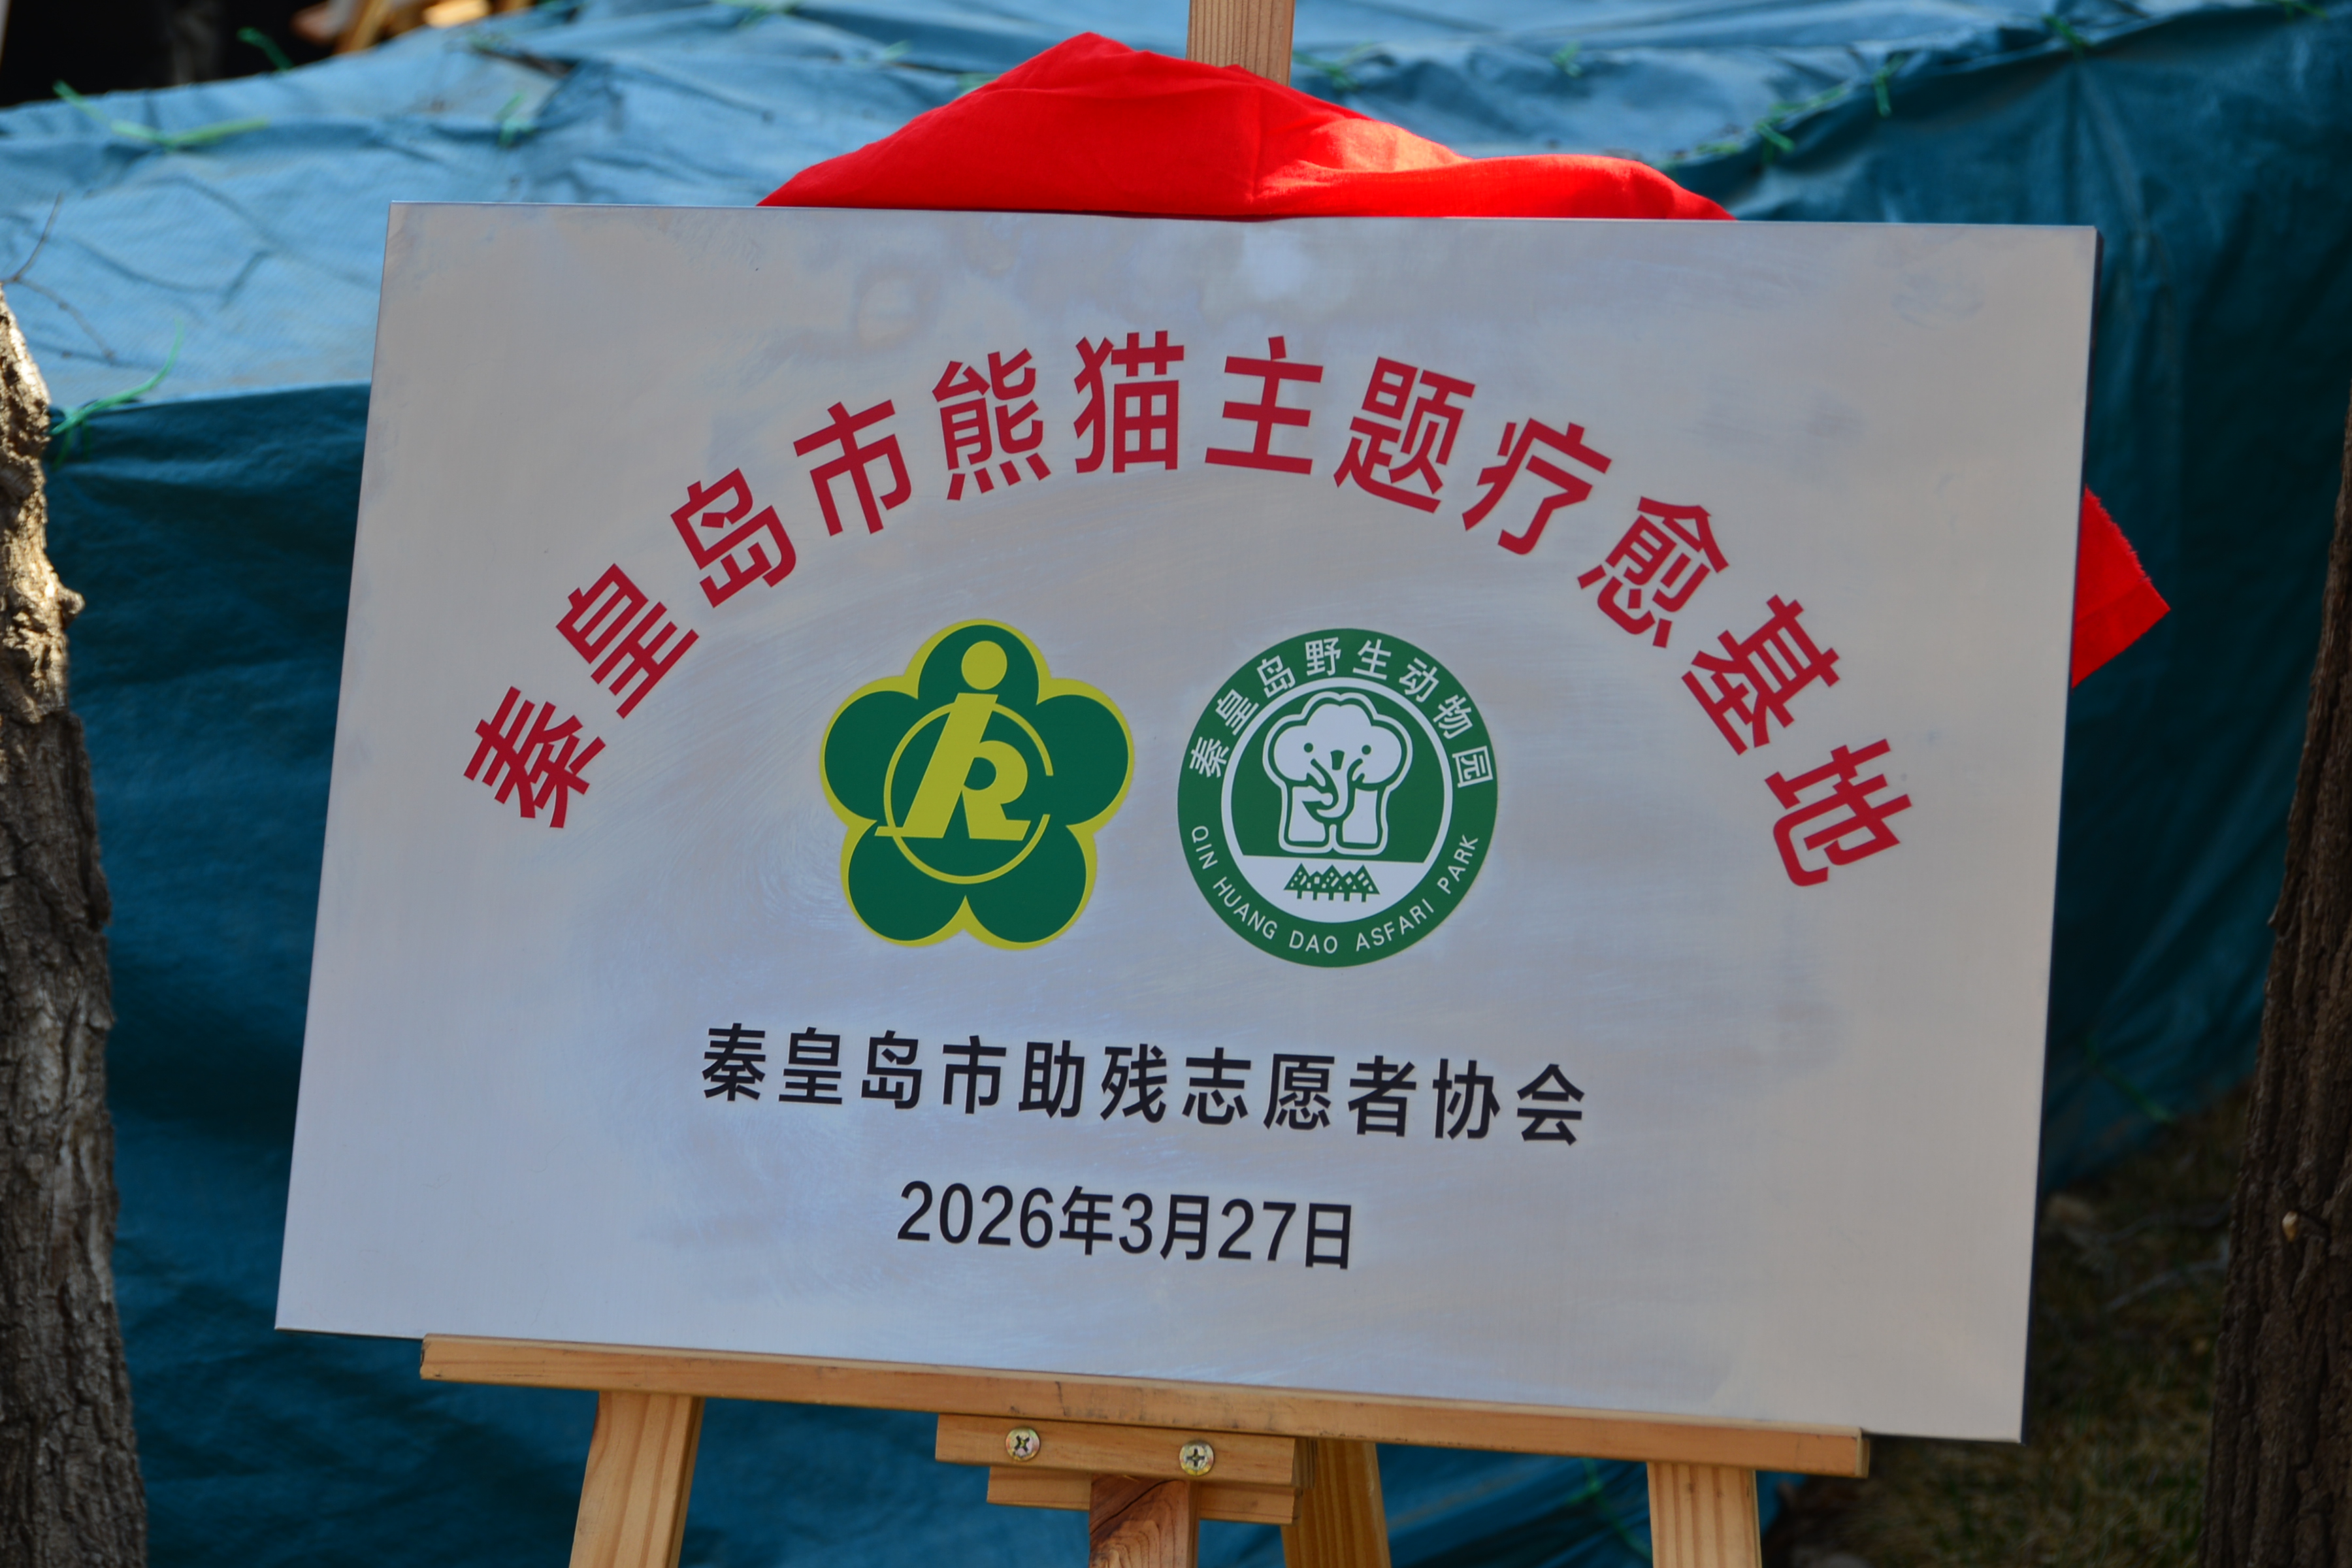 秦皇岛市熊猫主题疗愈基地
秦皇岛野生动物园
QIN HUANG DAO ASFARI PARK
秦皇岛市助残志愿者协会
2026年3月27日